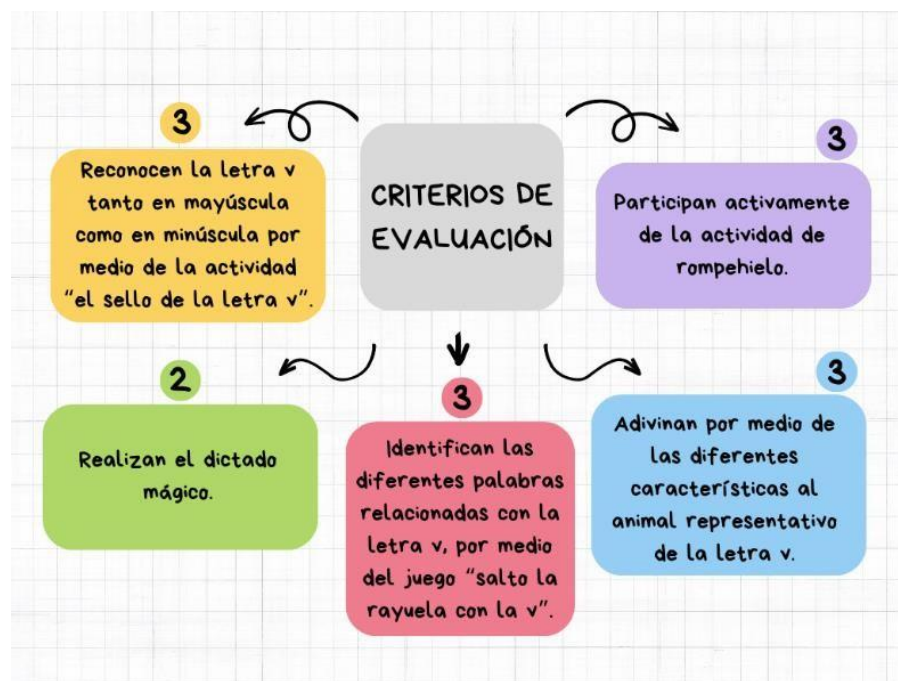 CRITERIOS DE
EVALUACIÓN
3
Reconocen la letra v
tanto en mayúscula
como en minúscula por
medio de la actividad
“el sello de la letra v”.
3
Participan activamente
de la actividad de
rompehielo.
2
Realizan el dictado
mágico.
3
Identifican las
diferentes palabras
relacionadas con la
letra v, por medio
del juego “salto la
rayuela con la v”.
3
Adivinan por medio de
las diferentes
características al
animal representativo
de la letra v.